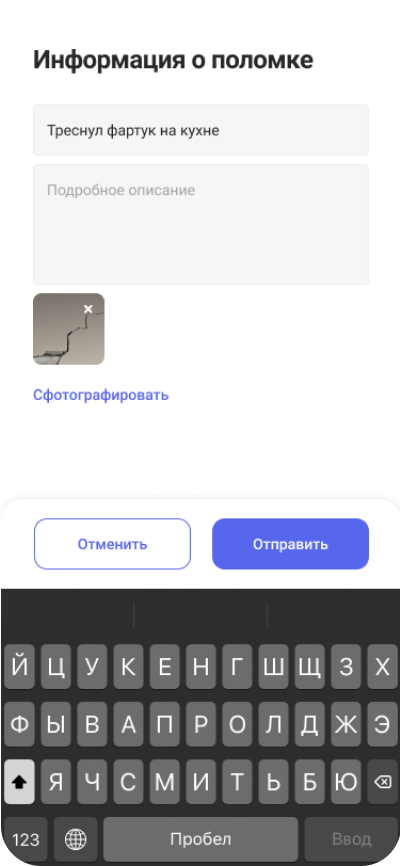 Информация о поломке
Треснул фартук на кухне
Подробное описание
Сфотографировать
Отменить Отправить
Й Ц У К Е Н Г Ш Щ З Х
Ф Ы В А П Р О Л Д Ж Э
Я Ч С М И Т Ь Б Ю
123 Пробел Ввод